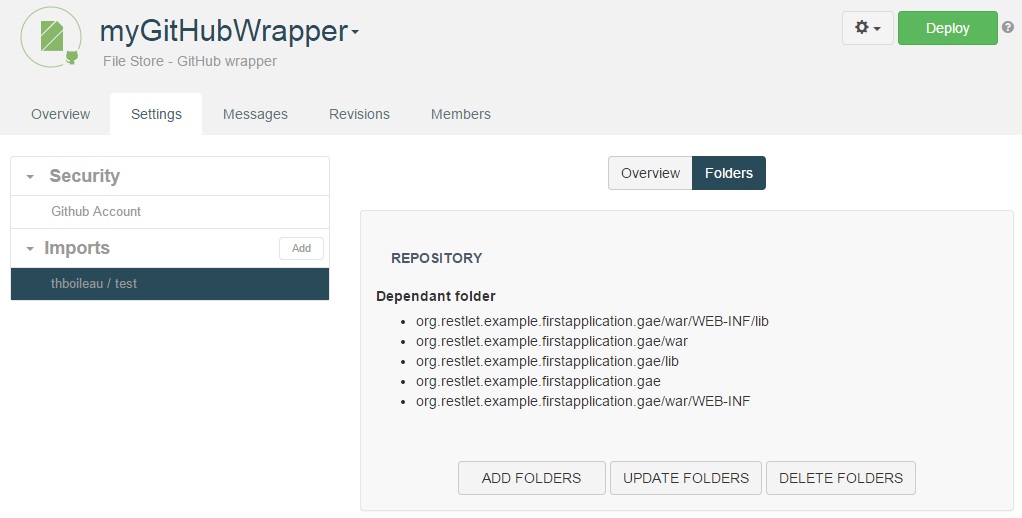 myGitHubWrapper
File Store - GitHub wrapper
Deploy
?
Overview
Settings
Messages
Revisions
Members
Security
Github Account
Imports
Add
thboileau / test
Overview
Folders
REPOSITORY
Dependant folder
org.restlet.example.firstapplication.gae/war/WEB-INF/lib
org.restlet.example.firstapplication.gae/war
org.restlet.example.firstapplication.gae/lib
org.restlet.example.firstapplication.gae
org.restlet.example.firstapplication.gae/war/WEB-INF
ADD FOLDERS
UPDATE FOLDERS
DELETE FOLDERS